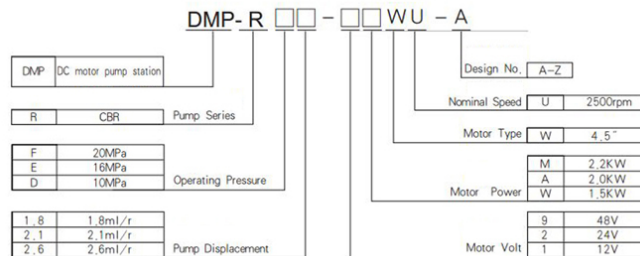 DMP-R □□-□□WU-A
DMP DC motor pump station
Design No. A-Z
Nominal Speed U 2500rpm
R CBR Pump Series
Motor Type W 4.5"
F 20MPa
E 16MPa
D 10MPa
Operating Pressure
M 2.2KW
A 2.0KW
W 1.5KW
Motor Power
1.8 1.8ml/r
2.1 2.1ml/r
2.6 2.6ml/r
Pump Displacement
9 48V
2 24V
1 12V
Motor Volt